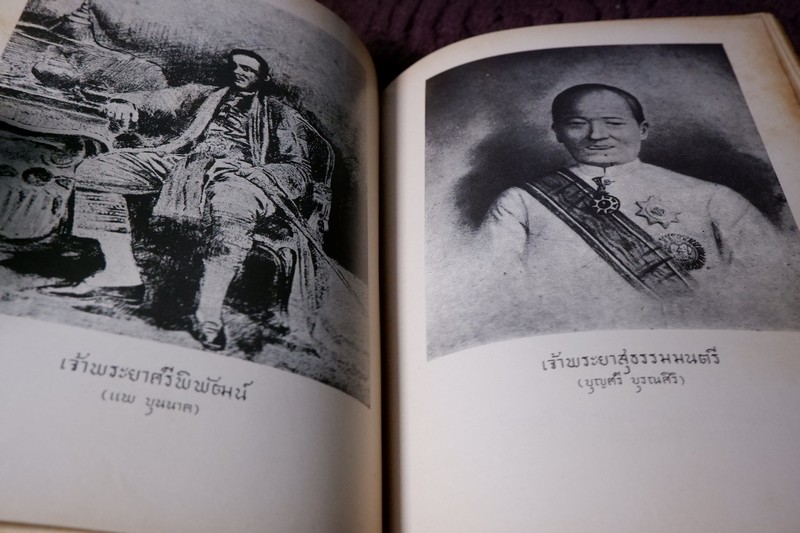 เจ้าพระยาศรีพิพัฒน์
(แพ บุนนาค)
เจ้าพระยาสุธรรมมนตรี
(บุญศรี บุรณศิริ)